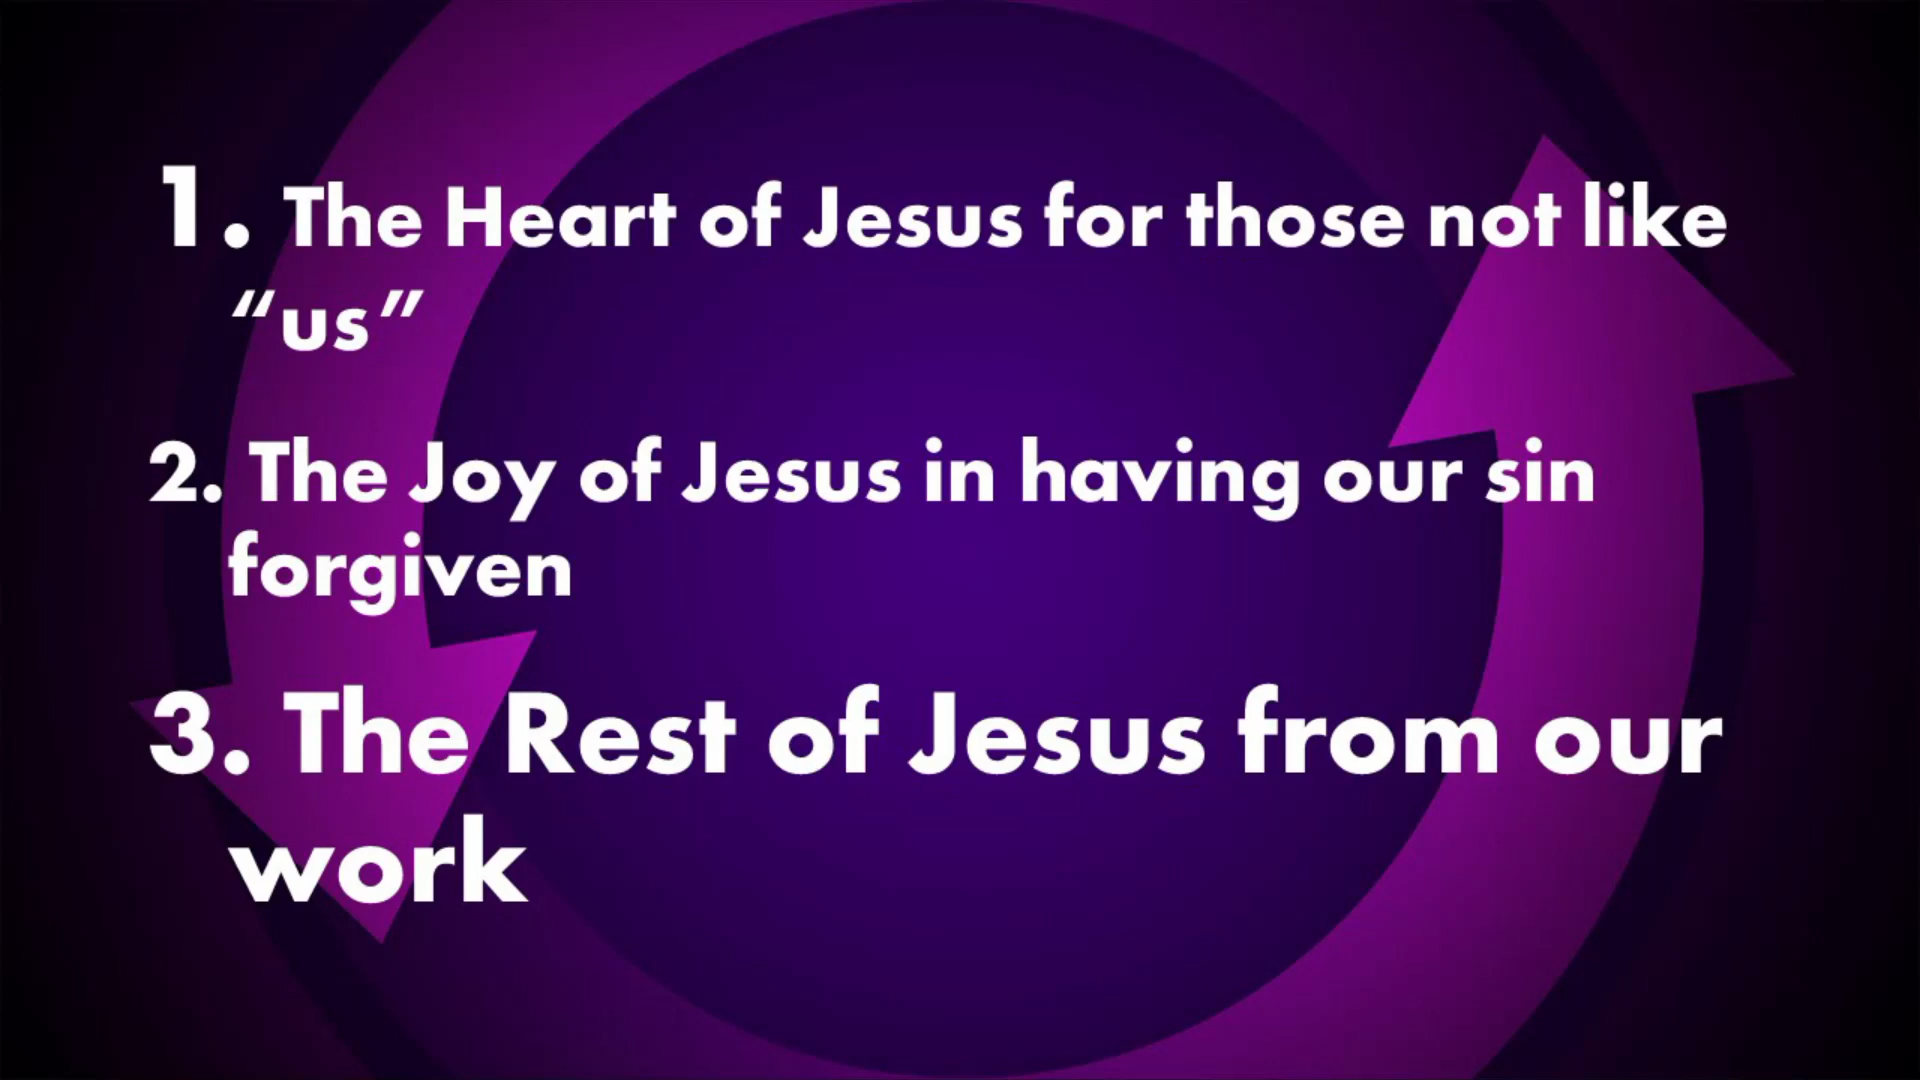 1. The Heart of Jesus for those not like
“us”
2. The Joy of Jesus in having our sin
forgiven
3. The Rest of Jesus from our
work